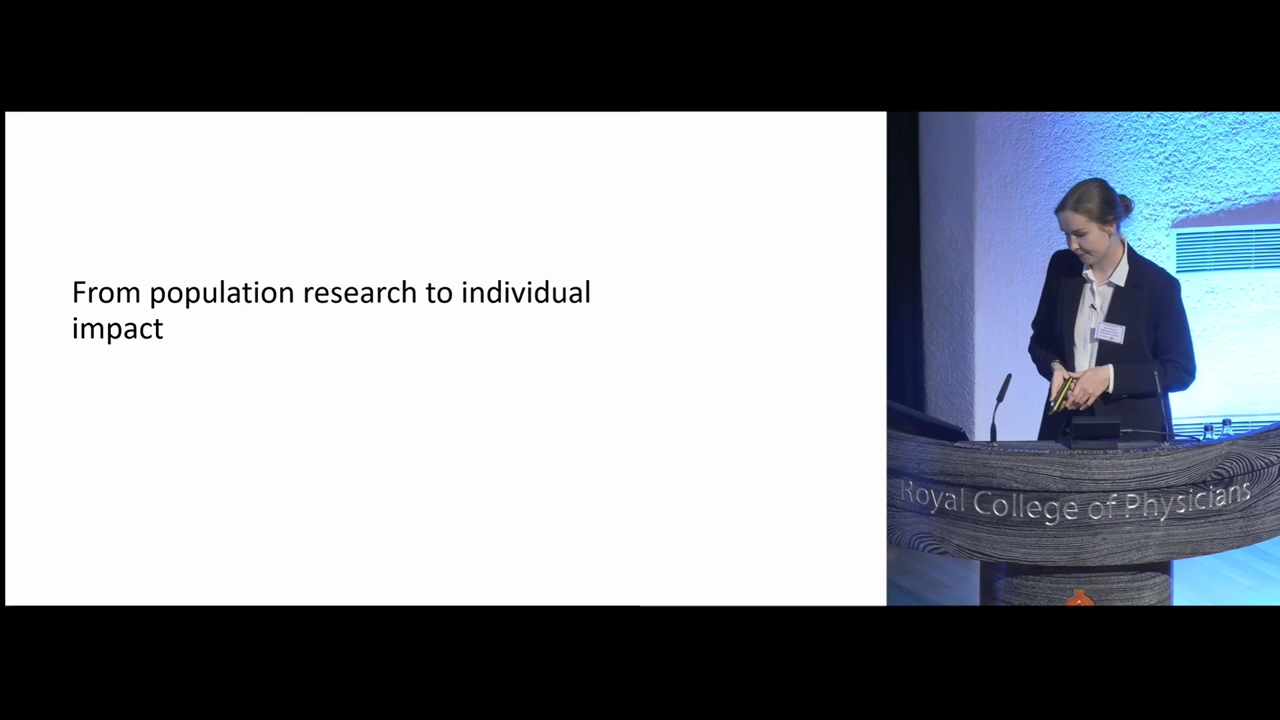 From population research to individual
impact
Royal College of Physicians